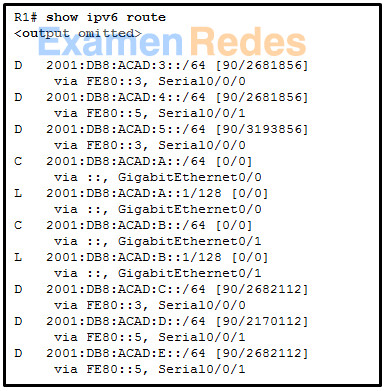 R1# show ipv6 route
<output omitted>
Examen Redes
D 2001:DB8:ACAD:3::/64 [90/2681856]
via FE80::3, Serial0/0/0
D 2001:DB8:ACAD:4::/64 [90/2681856]
via FE80::5, Serial0/0/1
D 2001:DB8:ACAD:5::/64 [90/3193856]
via FE80::3, Serial0/0/0
C 2001:DB8:ACAD:A::/64 [0/0]
via ::, GigabitEthernet0/0
L 2001:DB8:ACAD:A::1/128 [0/0]
via ::, GigabitEthernet0/0
C 2001:DB8:ACAD:B::/64 [0/0]
via ::, GigabitEthernet0/1
L 2001:DB8:ACAD:B::1/128 [0/0]
via ::, GigabitEthernet0/1
D 2001:DB8:ACAD:C::/64 [90/2682112]
via FE80::3, Serial0/0/0
D 2001:DB8:ACAD:D::/64 [90/2170112]
via FE80::5, Serial0/0/1
D 2001:DB8:ACAD:E::/64 [90/2682112]
via FE80::5, Serial0/0/1